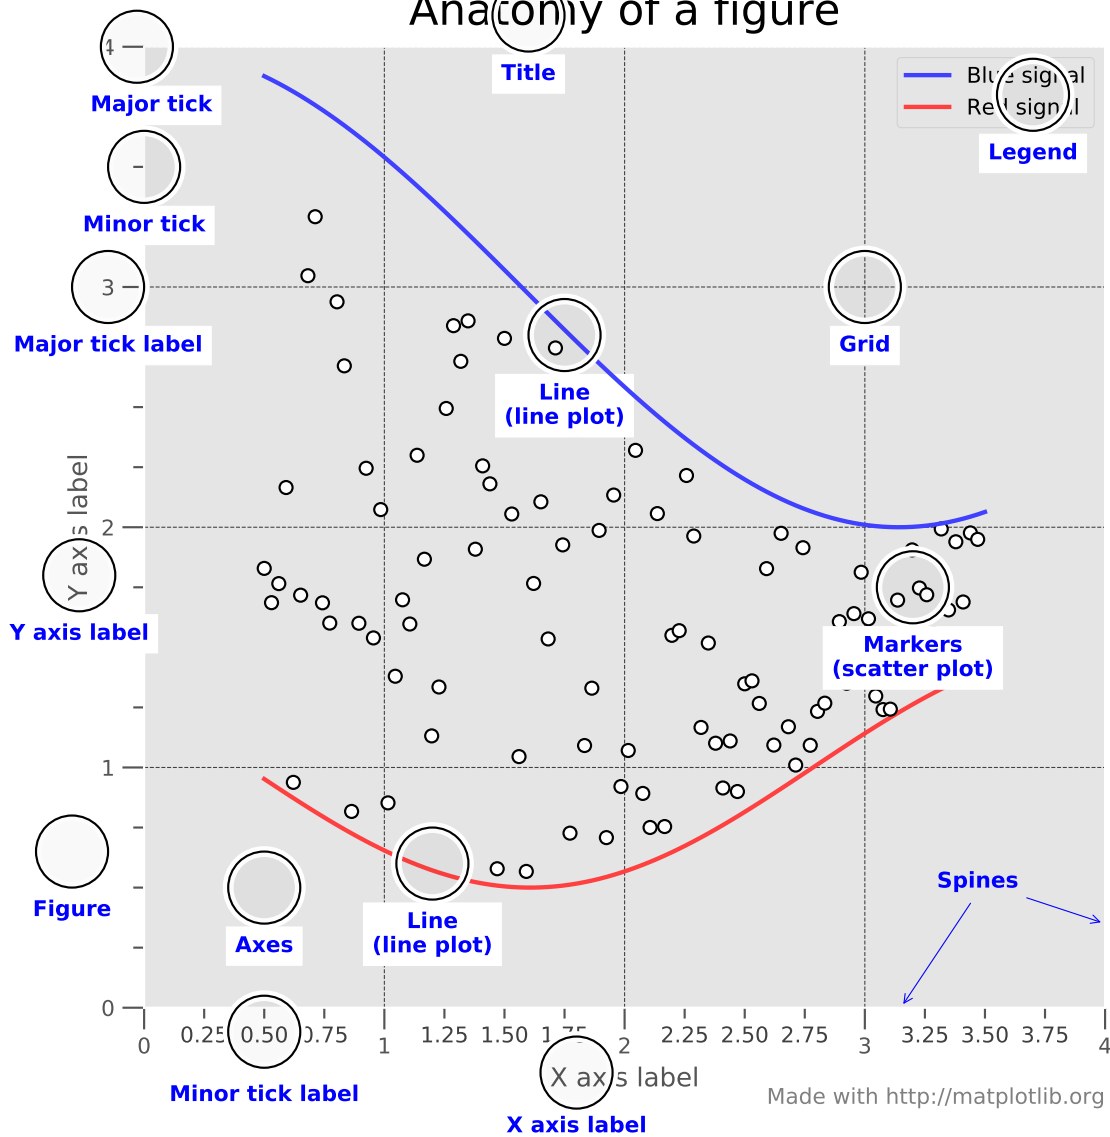 Anatomy of a figure
4
Major tick
Title
Blue signal
Red signal
Legend
Minor tick
3
Major tick label
Grid
Line
(line plot)
Y axis label
2
Y axis label
Markers
(scatter plot)
1
Figure
Axes
Line
(line plot)
Spines
0
0.25 0.50 0.75 1.25 1.50 1.75 2.25 2.50 2.75 3.25 3.50 3.75
0 1 2 3 4
X axis label
Minor tick label
X axis label
Made with http://matplotlib.org